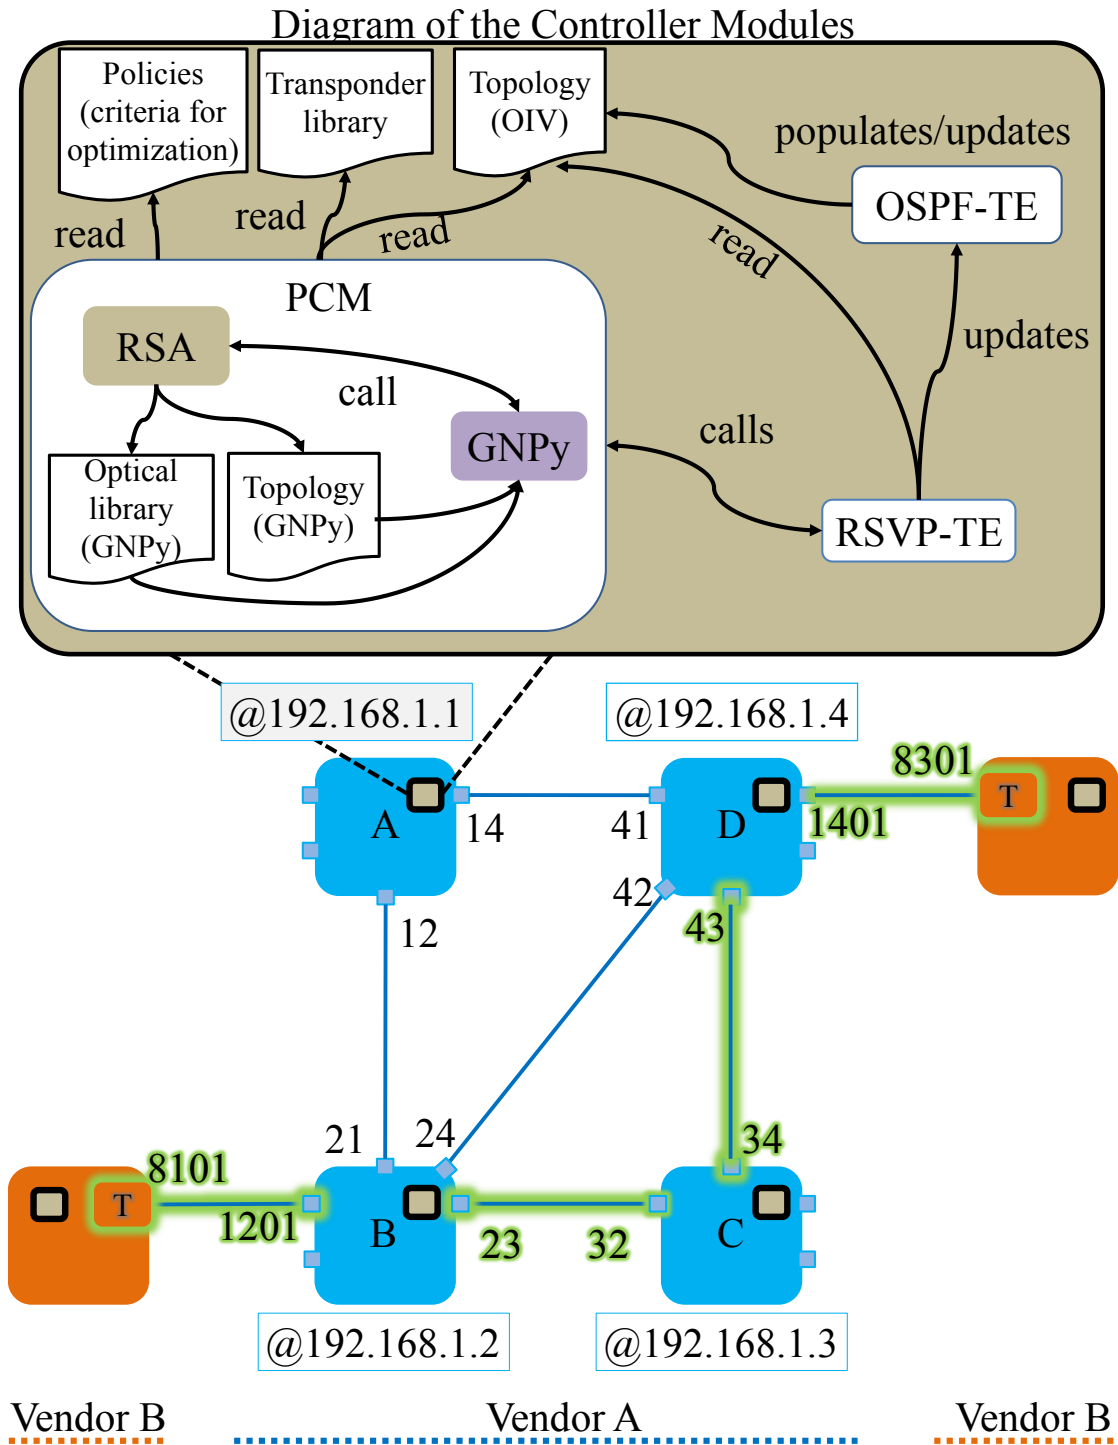 Diagram of the Controller Modules
Policies
(criteria for
optimization)
Transponder
library
Topology
(OIV)
populates/updates
OSPF-TE
read
read
read
read
updates
PCM
RSA
call
GNPy
calls
RSVP-TE
Optical
library
(GNPy)
Topology
(GNPy)
@192.168.1.1
@192.168.1.4
8301
A
14
41
D
1401
T
42
12
43
21
24
34
8101
T
1201
B
23
32
C
@192.168.1.2
@192.168.1.3
Vendor B
Vendor A
Vendor B